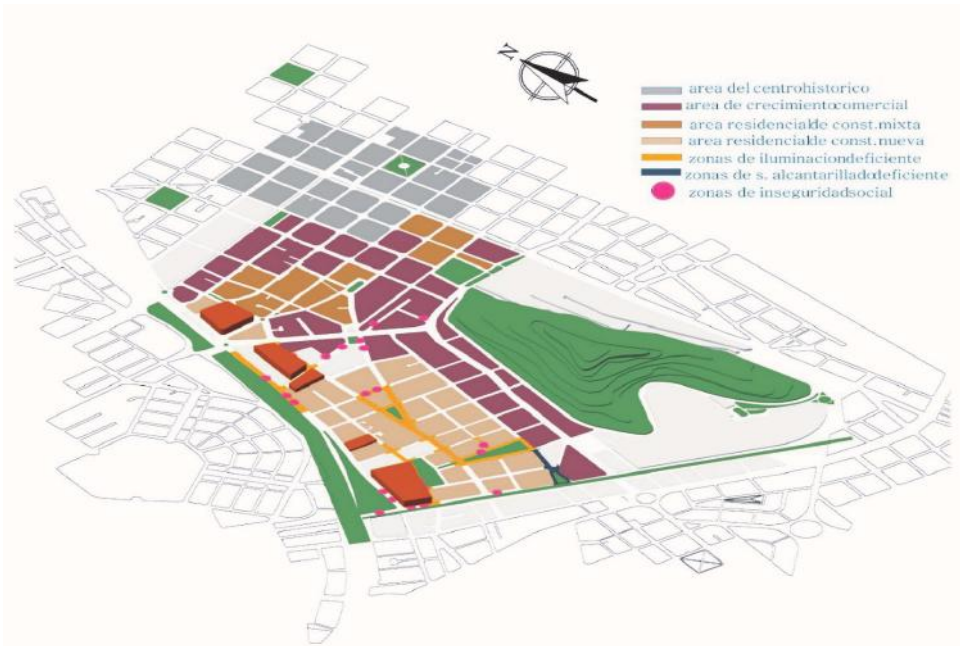 N
area del centrohistorico
area de crecimientocomercial
area residencialde const.mixta
area residencialde const.nueva
zonas de iluminaciondeficiente
zonas de s. alcantarilladodeficiente
zonas de inseguridadsocial